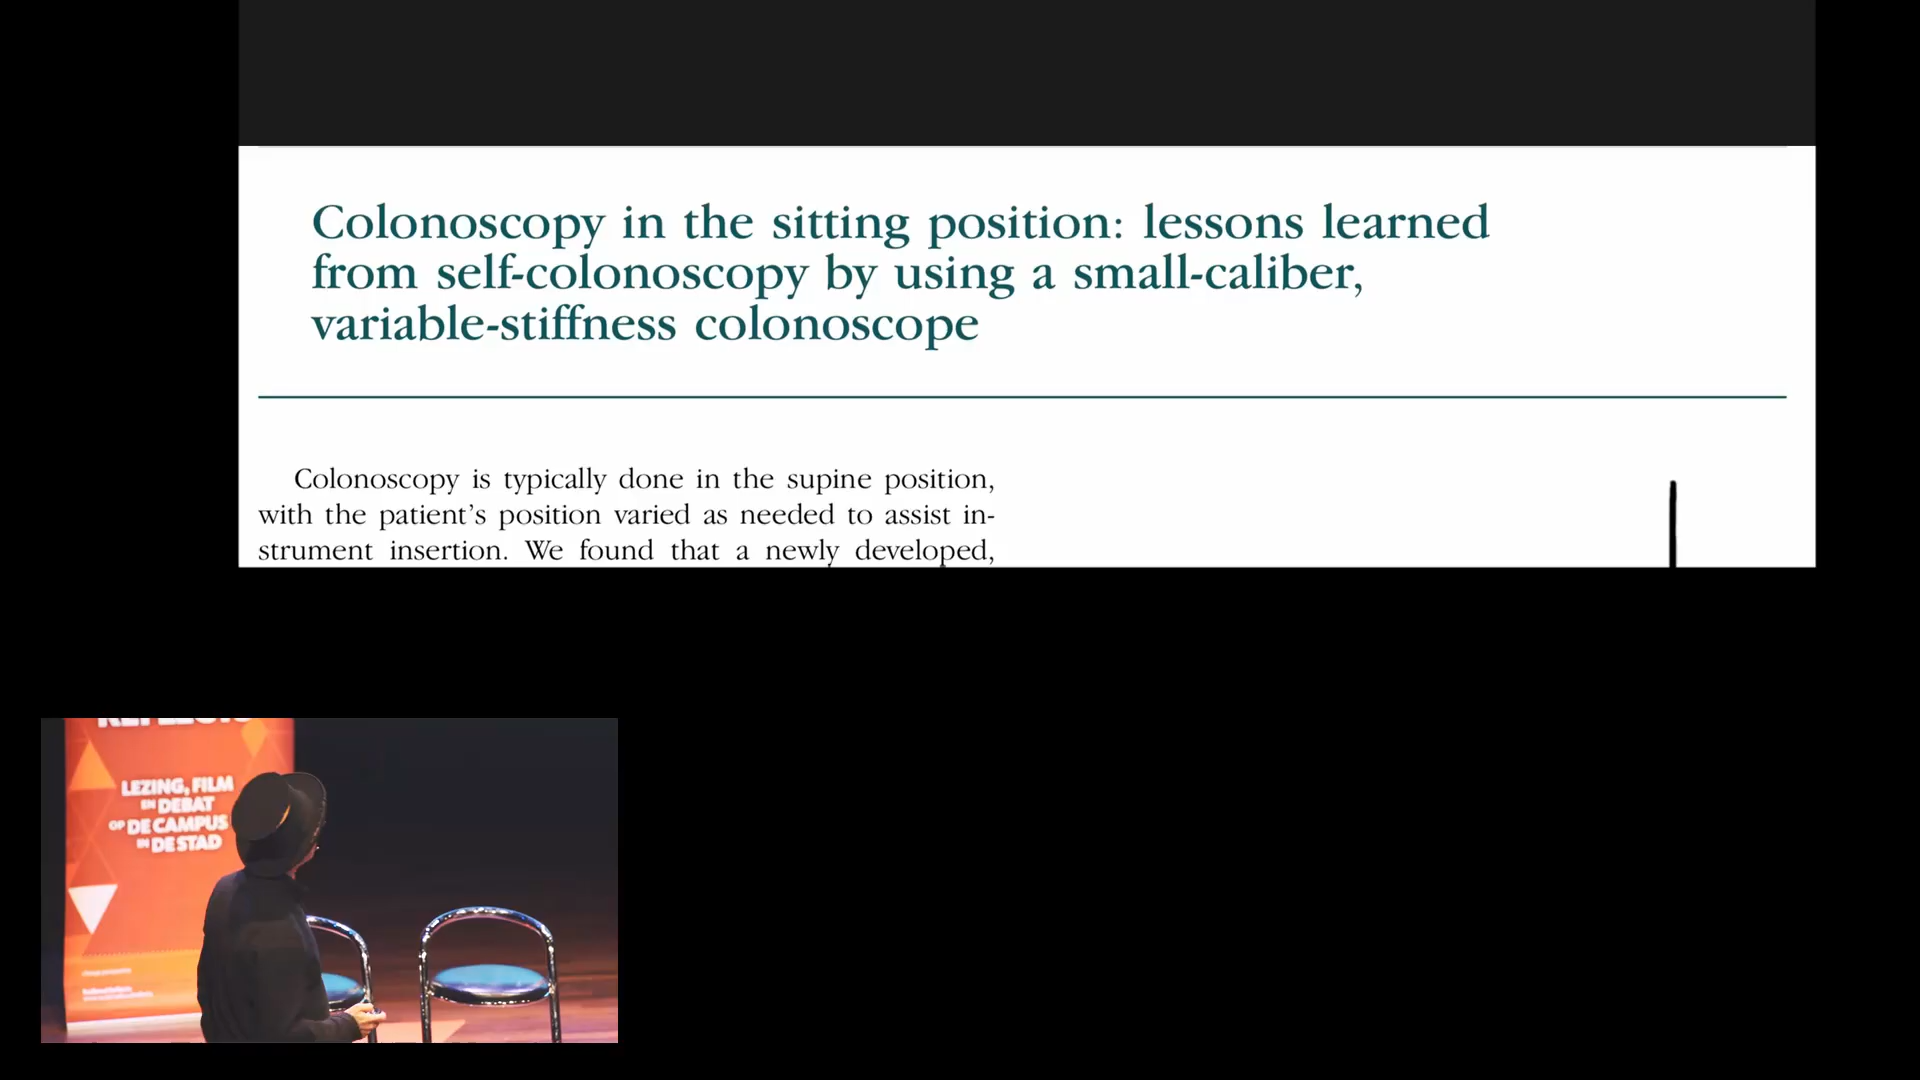 Colonoscopy in the sitting position: lessons learned
from self-colonoscopy by using a small-caliber,
variable-stiffness colonoscope
Colonoscopy is typically done in the supine position,
with the patient's position varied as needed to assist in-
strument insertion. We found that a newly developed,
LEZING, FILM
EN DEBAT
OP DE CAMPUS
IN DE STAD